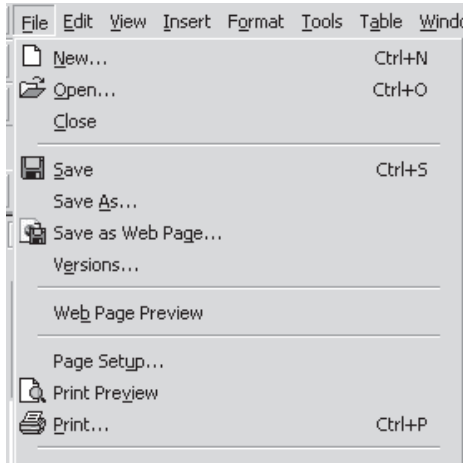 File Edit View Insert Format Tools Table
New... Ctrl+N
Open... Ctrl+O
Close
Save Ctrl+S
Save As...
Save as Web Page...
Versions...
Web Page Preview
Page Setup...
Print Preview
Print... Ctrl+P